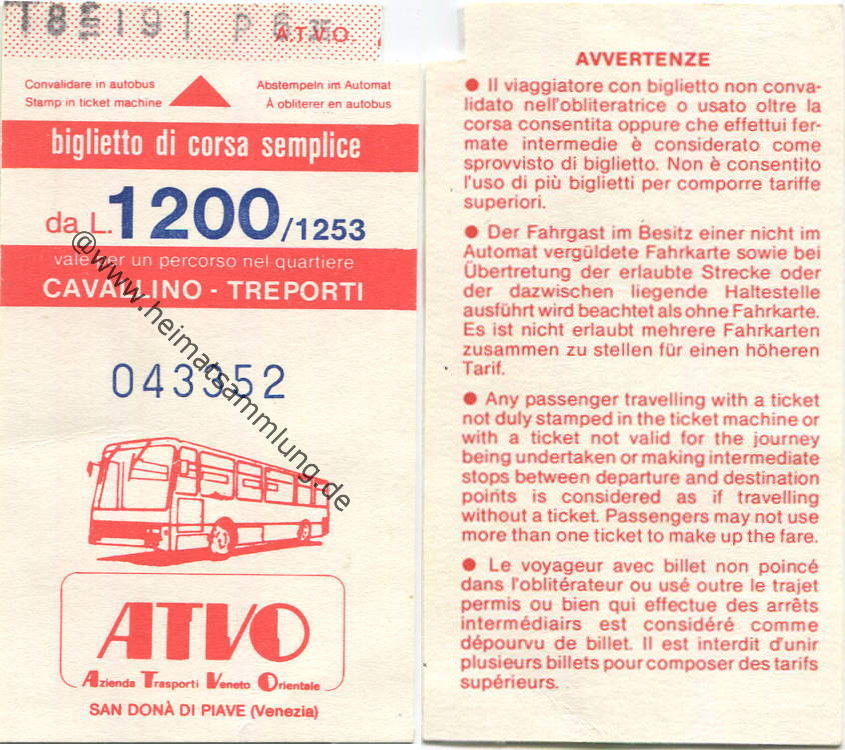 A.T.V.O.
Convalidare in autobus
Stamp in ticket machine
Abstempeln im Automat
À obliterer en autobus
biglietto di corsa semplice
da L. 1200/1253
vale per un percorso nel quartiere
CAVALLINO - TREPORTI
043352
ATVO
Azienda Trasporti Veneto Orientale
SAN DONÀ DI PIAVE (Venezia)
@www.heimatsammlung.de
AVVERTENZE
● Il viaggiatore con biglietto non conva-
lidato nell'obliteratrice o usato oltre la
corsa consentita oppure che effettui fer-
mate intermedie è considerato come
sprovvisto di biglietto. Non è consentito
l'uso di più biglietti per comporre tariffe
superiori.
● Der Fahrgast im Besitz einer nicht im
Automat vergüldete Fahrkarte sowie bei
Übertretung der erlaubte Strecke oder
der dazwischen liegende Haltestelle
ausführt wird beachtet als ohne Fahrkarte.
Es ist nicht erlaubt mehrere Fahrkarten
zusammen zu stellen für einen höheren
Tarif.
● Any passenger travelling with a ticket
not duly stamped in the ticket machine or
with a ticket not valid for the journey
being undertaken or making intermediate
stops between departure and destination
points is considered as if travelling
without a ticket. Passengers may not use
more than one ticket to make up the fare.
● Le voyageur avec billet non poincé
dans l'oblitérateur ou usé outre le trajet
permis ou bien qui effectue des arrêts
intermédiairs est considéré comme
dépourvu de billet. Il est interdit d'unir
plusieurs billets pour composer des tarifs
supérieurs.